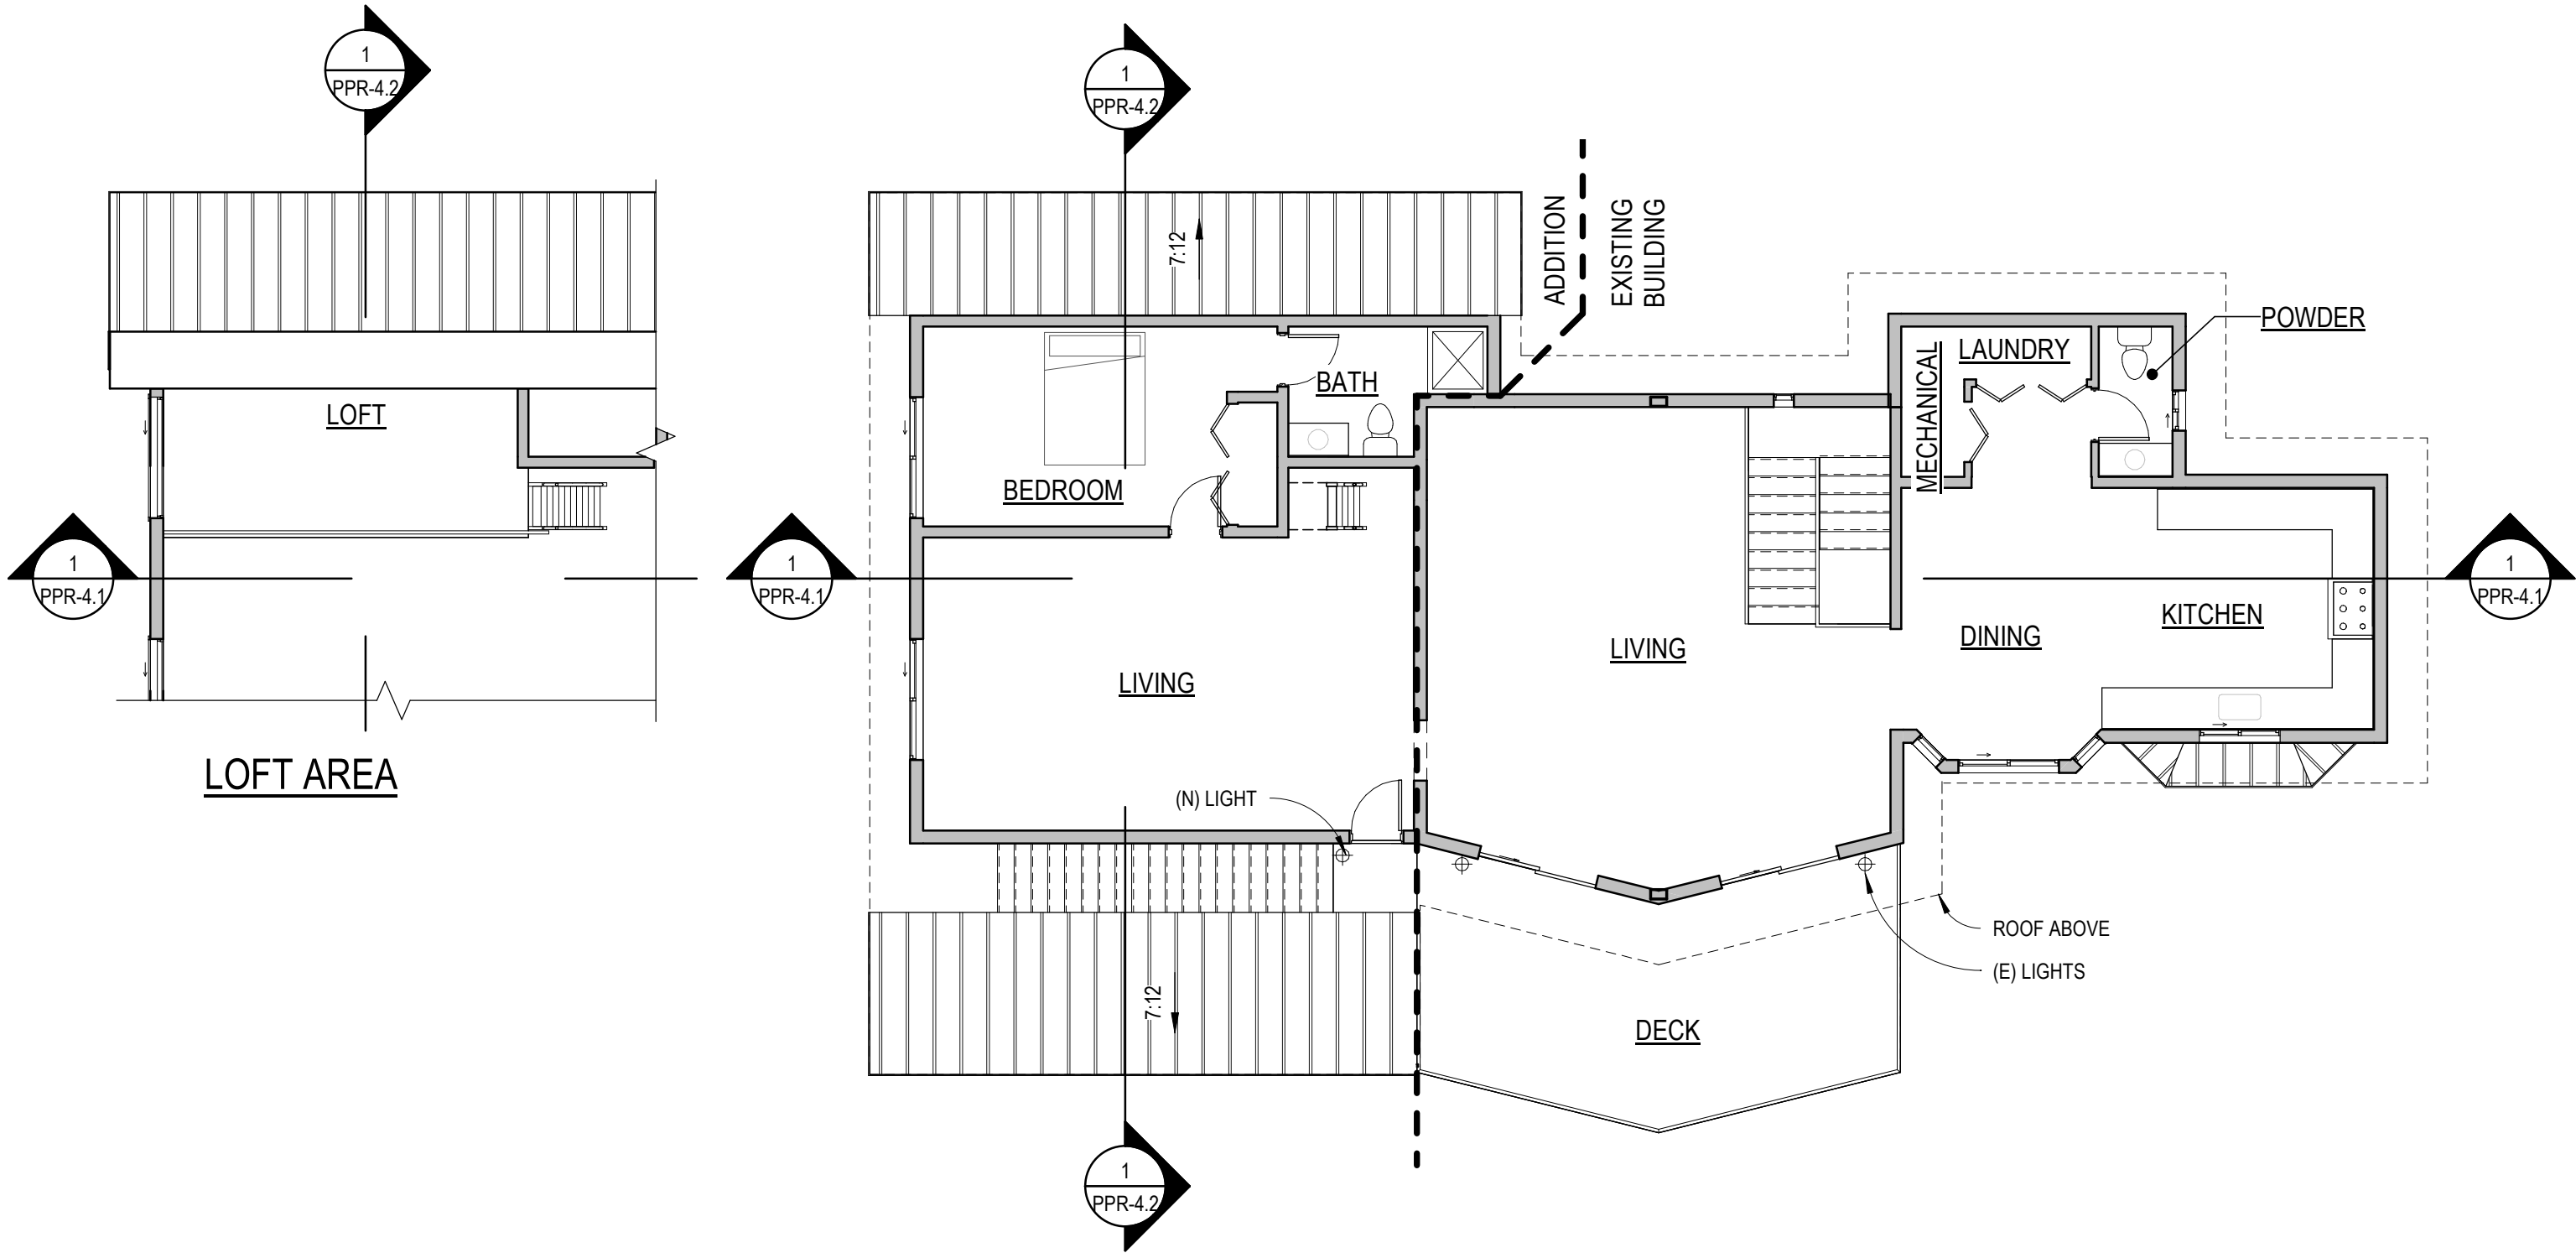 1
PPR-4.2
1
PPR-4.2
ADDITION
EXISTING
BUILDING
7:12
POWDER
LAUNDRY
MECHANICAL
BATH
LOFT
BEDROOM
1
PPR-4.1
1
PPR-4.1
1
PPR-4.1
KITCHEN
DINING
LIVING
LIVING
LOFT AREA
(N) LIGHT
ROOF ABOVE
(E) LIGHTS
7:12
DECK
1
PPR-4.2